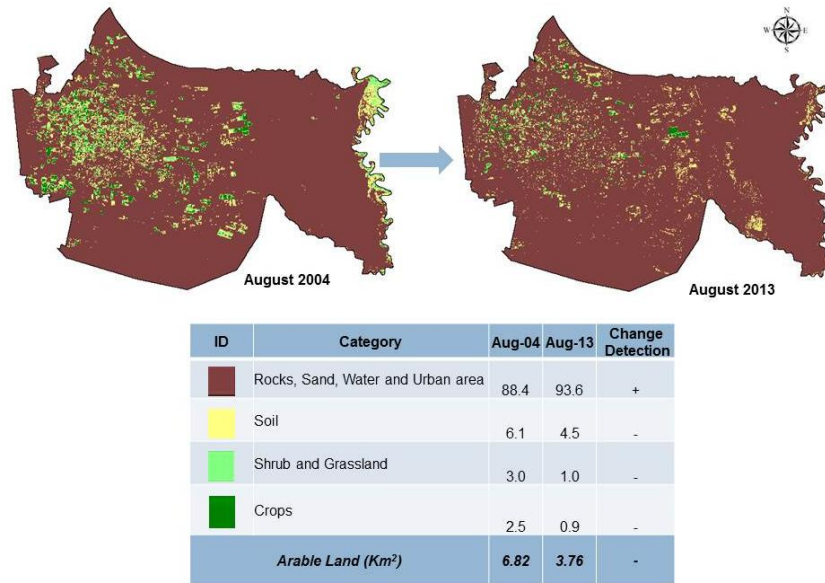 N
W E
S
August 2004
August 2013
ID Category Aug-04 Aug-13 Change
Detection
Rocks, Sand, Water and Urban area 88.4 93.6 +
Soil 6.1 4.5 -
Shrub and Grassland 3.0 1.0 -
Crops 2.5 0.9 -
Arable Land (Km²) 6.82 3.76 -